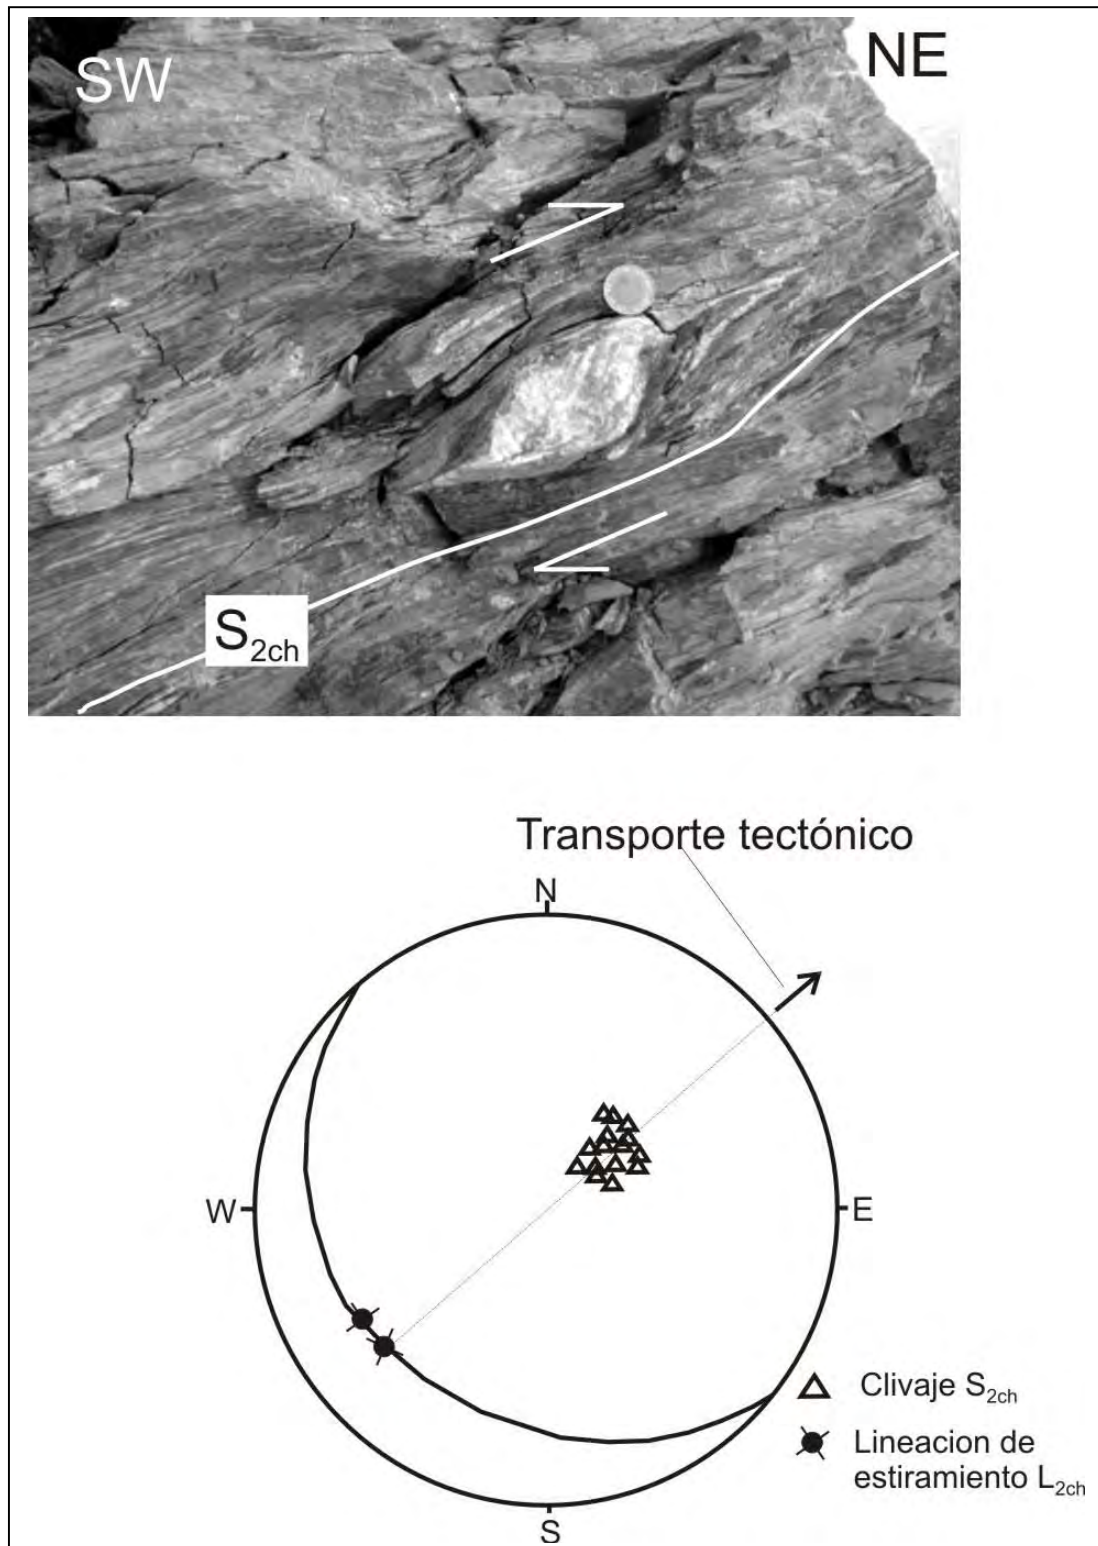 SW
NE
S2ch
Transporte tectónico
N
W
E
S
Clivaje S2ch
Lineacion de
estiramiento L2ch